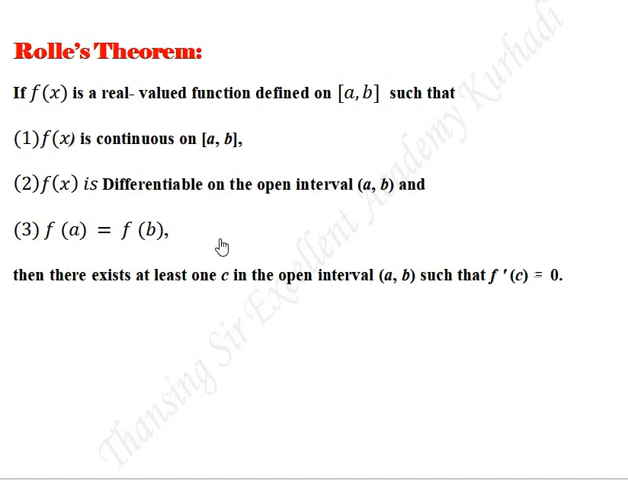 Rolle's Theorem:
If f(x) is a real- valued function defined on [a, b] such that
(1)f(x) is continuous on [a, b],
(2)f(x) is Differentiable on the open interval (a, b) and
(3) f (a) = f (b),
then there exists at least one c in the open interval (a, b) such that f '(c) = 0.
Thansing Sir Excellent Academy Kurhadi